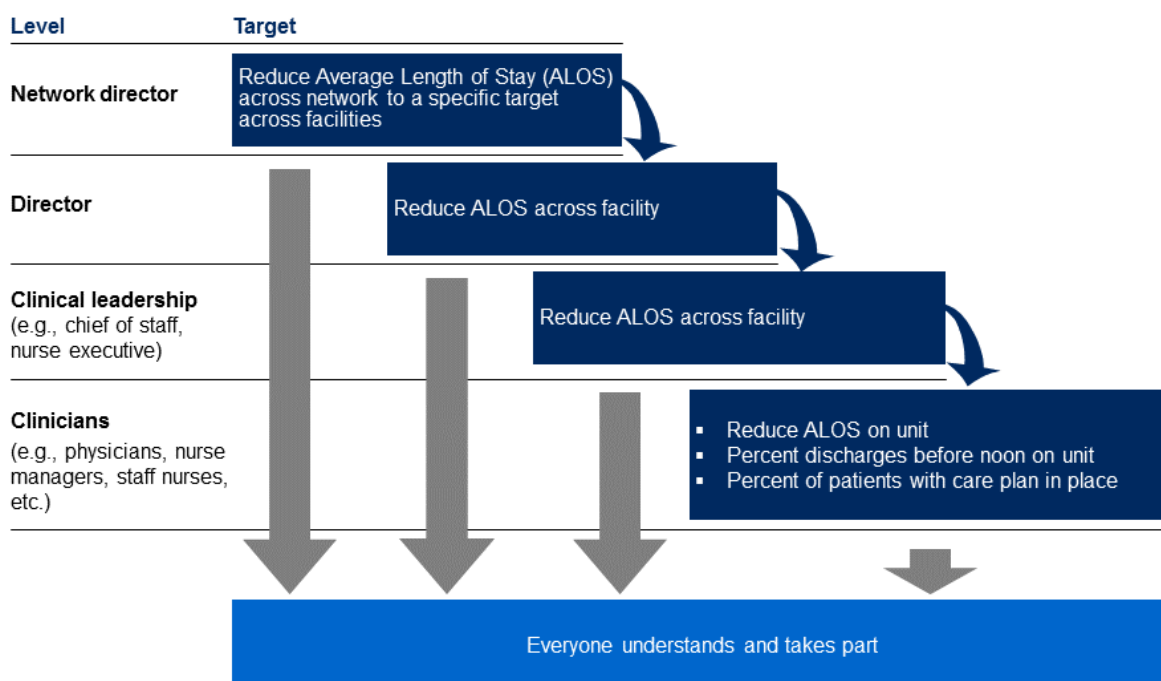 Level
Target
Network director
Reduce Average Length of Stay (ALOS)
across network to a specific target
across facilities
Director
Reduce ALOS across facility
Clinical leadership
(e.g., chief of staff,
nurse executive)
Reduce ALOS across facility
Clinicians
(e.g., physicians, nurse
managers, staff nurses,
etc.)
▪ Reduce ALOS on unit
▪ Percent discharges before noon on unit
▪ Percent of patients with care plan in place
Everyone understands and takes part